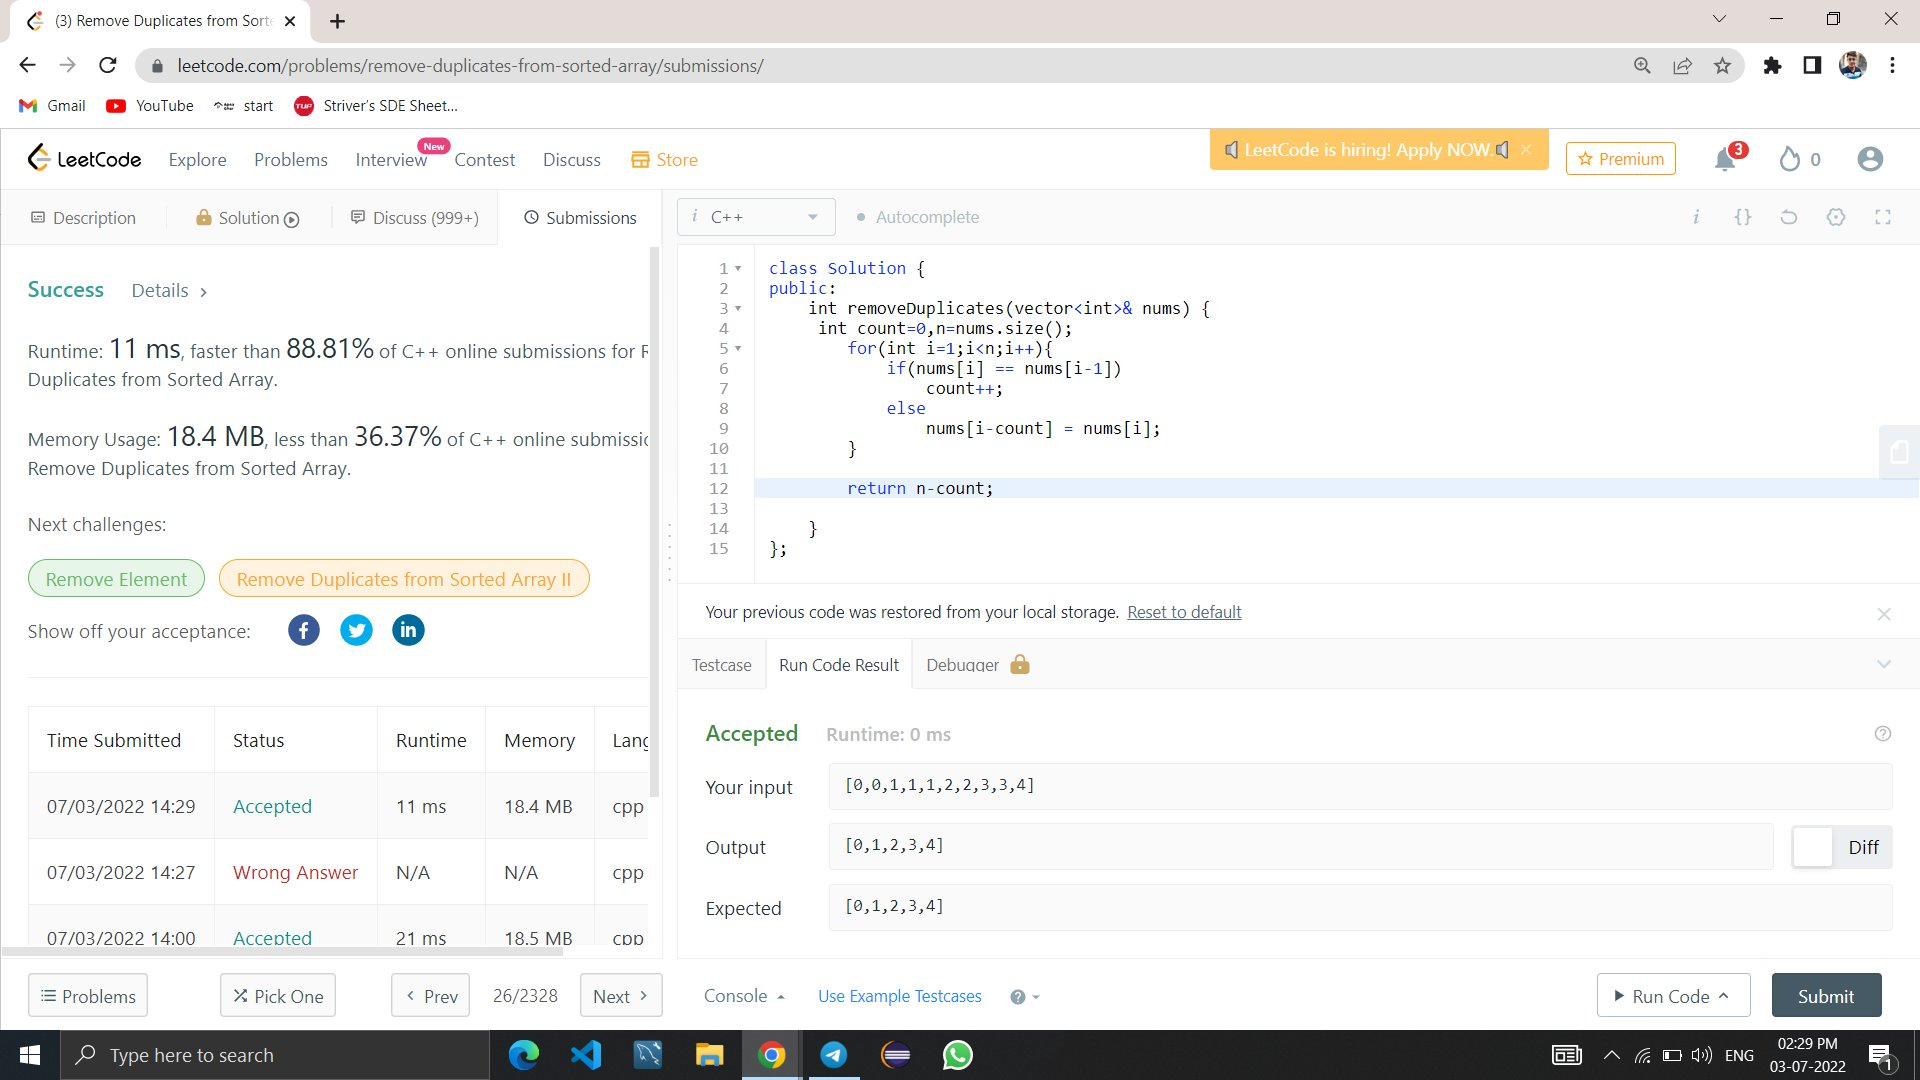 (3) Remove Duplicates from Sorte
leetcode.com/problems/remove-duplicates-from-sorted-array/submissions/
Gmail YouTube start Striver's SDE Sheet...
LeetCode Explore Problems Interview New Contest Discuss Store LeetCode is hiring! Apply NOW. Premium 3 0
Description Solution Discuss (999+) Submissions
i C++ Autocomplete i {}
Success Details
Runtime: 11 ms, faster than 88.81% of C++ online submissions for R
Duplicates from Sorted Array.
Memory Usage: 18.4 MB, less than 36.37% of C++ online submissio
Remove Duplicates from Sorted Array.
Next challenges:
Remove Element Remove Duplicates from Sorted Array II
Show off your acceptance:
Time Submitted Status Runtime Memory Lang
07/03/2022 14:29 Accepted 11 ms 18.4 MB cpp
07/03/2022 14:27 Wrong Answer N/A N/A cpp
07/03/2022 14:00 Accepted 21 ms 18.5 MB cpp
1 class Solution {
2 public:
3 int removeDuplicates(vector<int>& nums) {
4 int count=0,n=nums.size();
5 for(int i=1;i<n;i++){
6 if(nums[i] == nums[i-1])
7 count++;
8 else
9 nums[i-count] = nums[i];
10 }
11
12 return n-count;
13
14 }
15 };
Your previous code was restored from your local storage. Reset to default
Testcase Run Code Result Debugger
Accepted Runtime: 0 ms
Your input [0,0,1,1,1,2,2,3,3,4]
Output [0,1,2,3,4] Diff
Expected [0,1,2,3,4]
Problems Pick One Prev 26/2328 Next Console Use Example Testcases Run Code Submit
Type here to search ENG 02:29 PM
03-07-2022 1